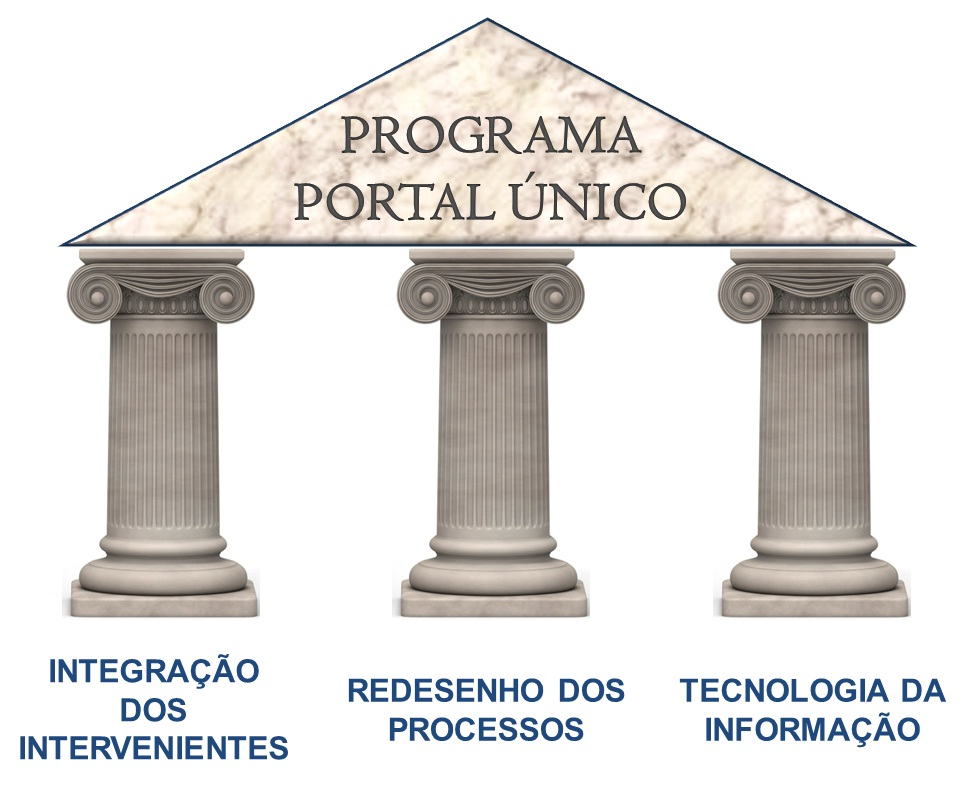 PROGRAMA
PORTAL ÚNICO
INTEGRAÇÃO
DOS
INTERVENIENTES
REDESENHO DOS
PROCESSOS
TECNOLOGIA DA
INFORMAÇÃO